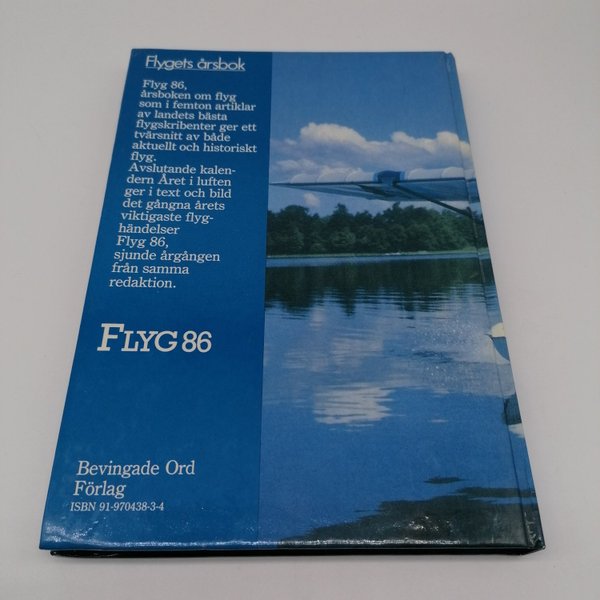 Flygets årsbok
Flyg 86,
årsboken om flyg
som i femton artiklar
av landets bästa
flygskribenter ger ett
tvärsnitt av både
aktuellt och historiskt
flyg.
Avslutande kalen-
dern Året i luften
ger i text och bild
det gångna årets
viktigaste flyg-
händelser
Flyg 86,
sjunde årgången
från samma
redaktion.
FLYG 86
Bevingade Ord
Förlag
ISBN 91-970438-3-4